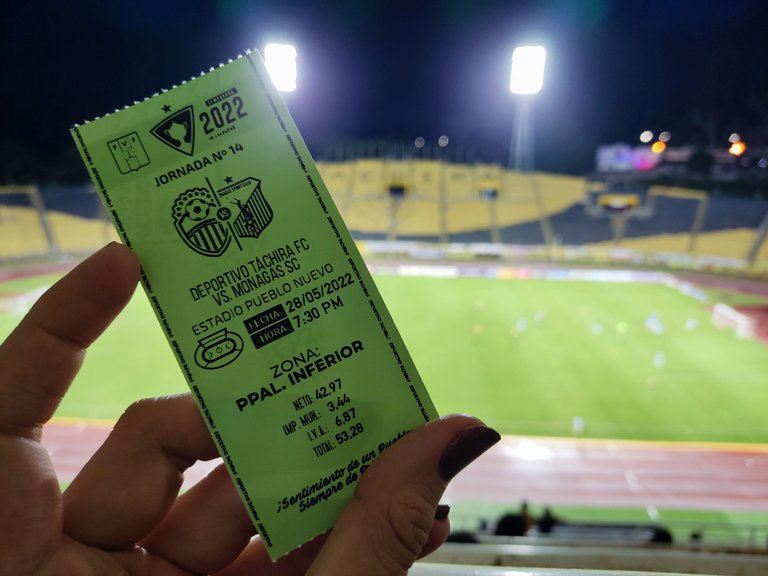 2022
FVF
JORNADA Nº 14
VS
DEPORTIVO TÁCHIRA FC
VS. MONAGAS SC
ESTADIO PUEBLO NUEVO
FECHA 28/05/2022
HORA 7:30 PM
ZONA:
PPAL. INFERIOR
NETO: 42,97
IMP. MUN.: 3,44
I.V.A.: 6,87
TOTAL: 53,28
¡Sentimiento de un Pueblo
Siempre de